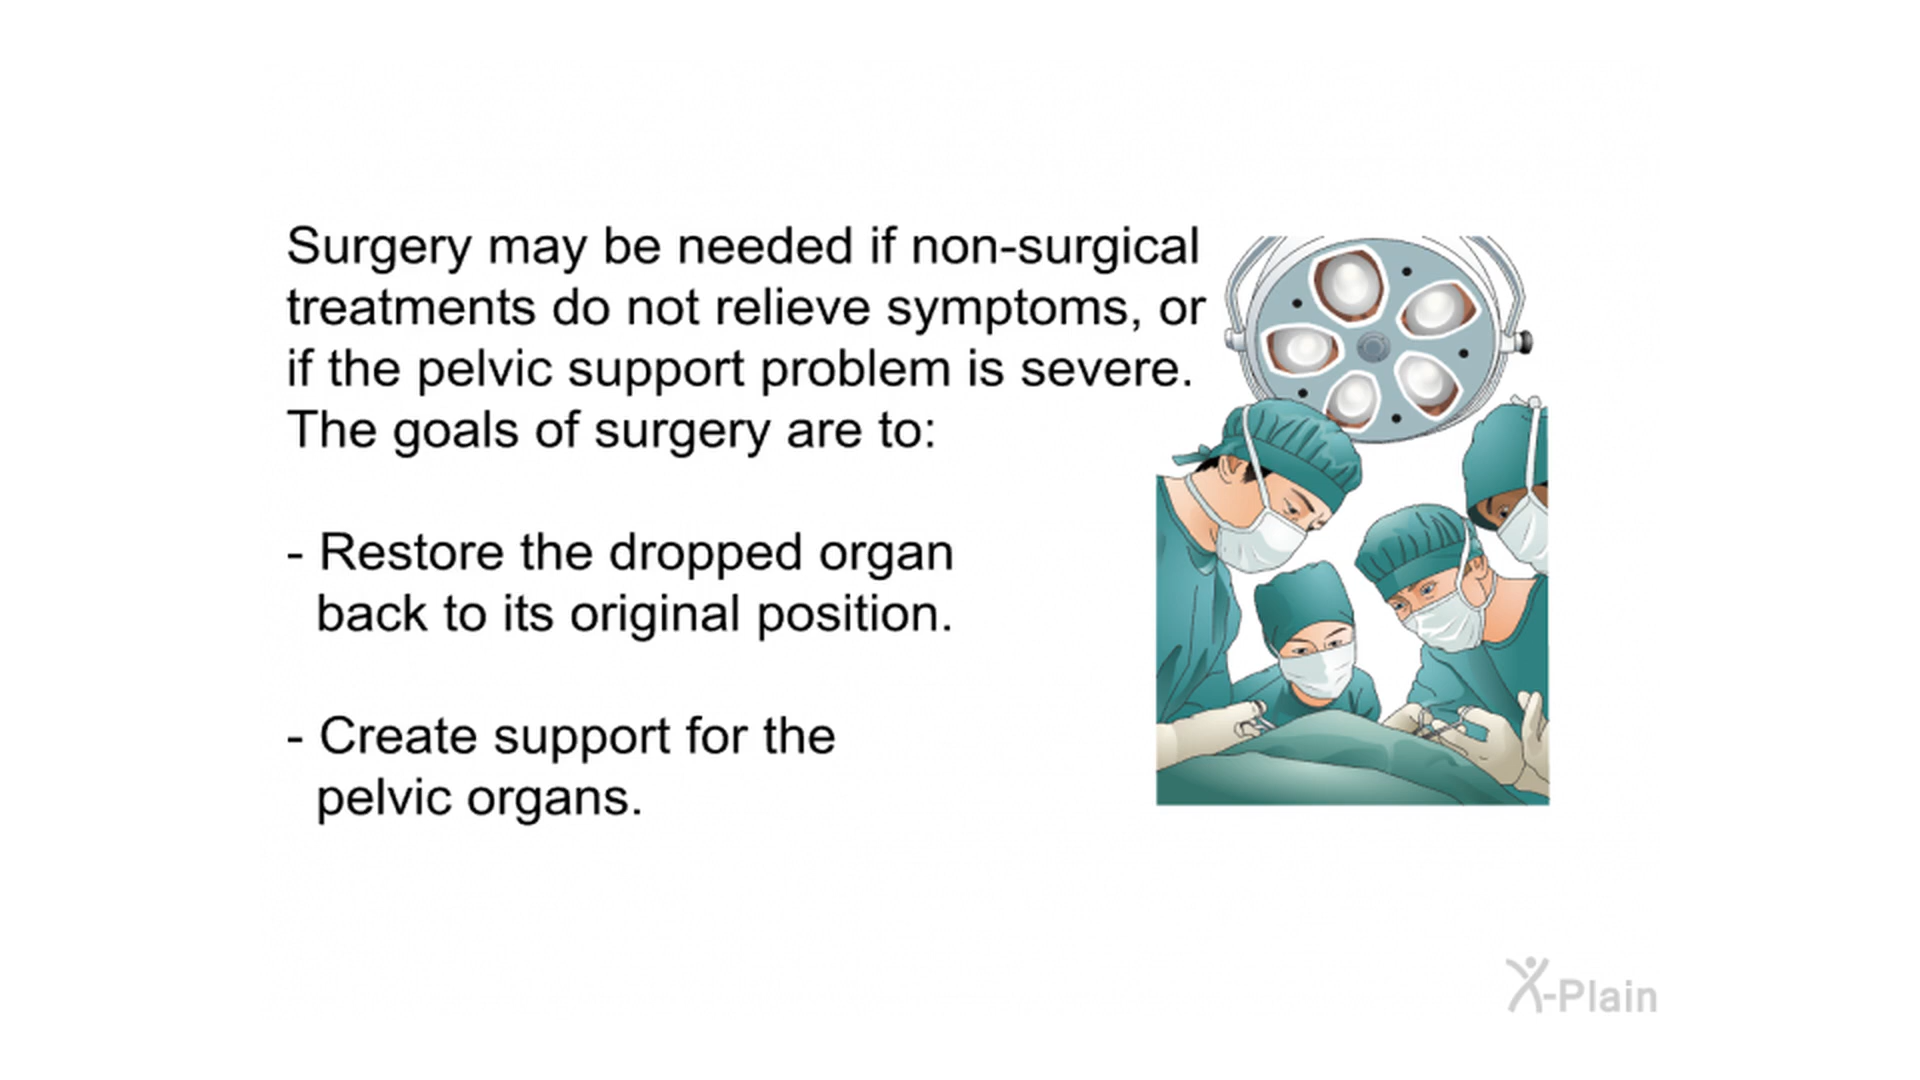 Surgery may be needed if non-surgical
treatments do not relieve symptoms, or
if the pelvic support problem is severe.
The goals of surgery are to:
- Restore the dropped organ
back to its original position.
- Create support for the
pelvic organs.
X-Plain